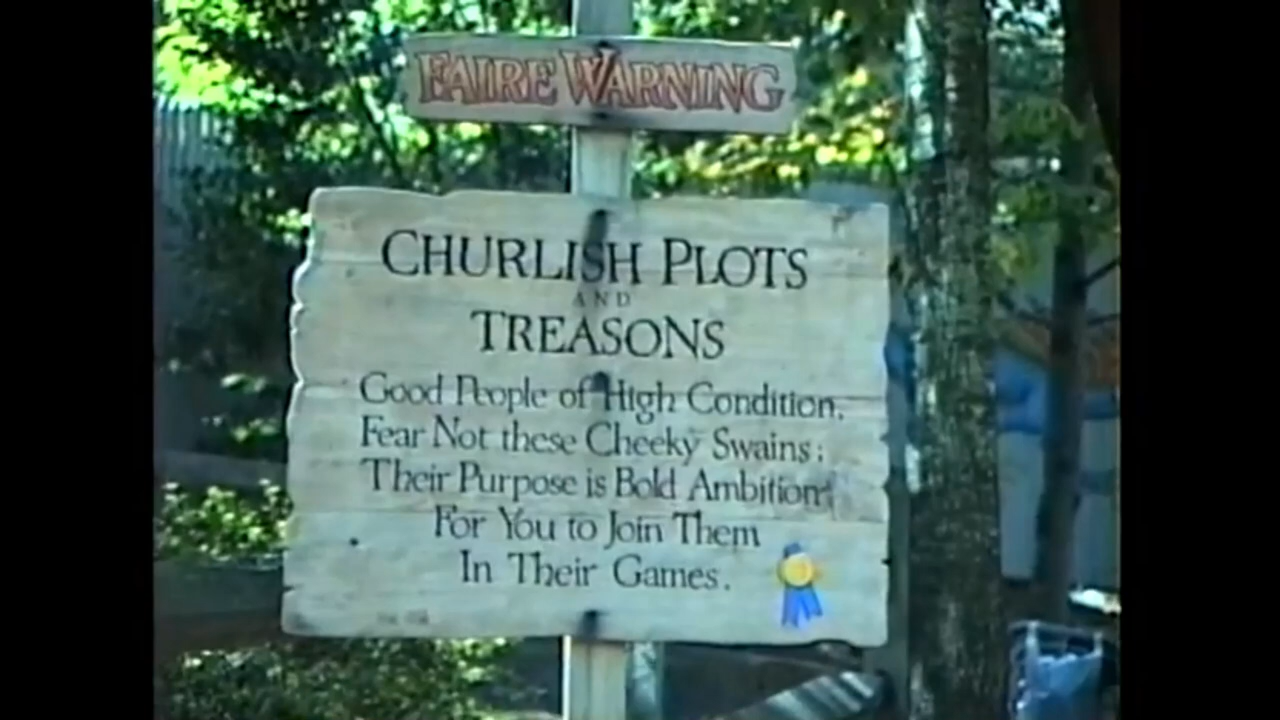 FAIRE WARNING
CHURLISH PLOTS
AND
TREASONS
Good People of High Condition,
Fear Not these Cheeky Swains;
Their Purpose is Bold Ambition
For You to Join Them
In Their Games.